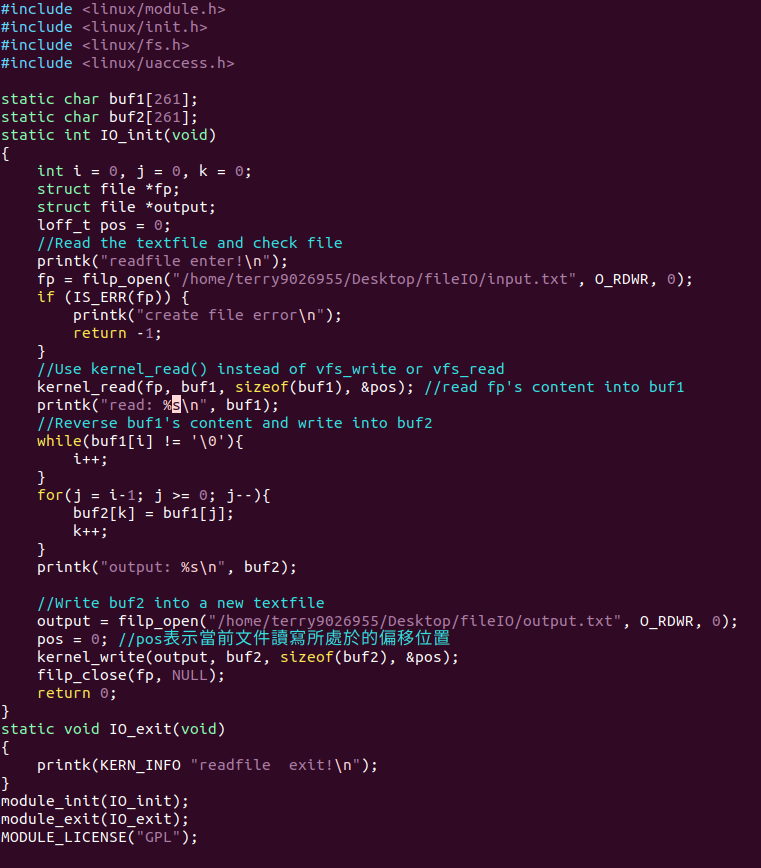 #include <linux/module.h>
#include <linux/init.h>
#include <linux/fs.h>
#include <linux/uaccess.h>

static char buf1[261];
static char buf2[261];
static int IO_init(void)
{
    int i = 0, j = 0, k = 0;
    struct file *fp;
    struct file *output;
    loff_t pos = 0;
    //Read the textfile and check file
    printk("readfile enter!\n");
    fp = filp_open("/home/terry9026955/Desktop/fileIO/input.txt", O_RDWR, 0);
    if (IS_ERR(fp)) {
        printk("create file error\n");
        return -1;
    }
    //Use kernel_read() instead of vfs_write or vfs_read
    kernel_read(fp, buf1, sizeof(buf1), &pos); //read fp's content into buf1
    printk("read: %s\n", buf1);
    //Reverse buf1's content and write into buf2
    while(buf1[i] != '\0'){
        i++;
    }
    for(j = i-1; j >= 0; j--){
        buf2[k] = buf1[j];
        k++;
    }
    printk("output: %s\n", buf2);

    //Write buf2 into a new textfile
    output = filp_open("/home/terry9026955/Desktop/fileIO/output.txt", O_RDWR, 0);
    pos = 0; //pos表示當前文件讀寫所處於的偏移位置
    kernel_write(output, buf2, sizeof(buf2), &pos);
    filp_close(fp, NULL);
    return 0;
}
static void IO_exit(void)
{
    printk(KERN_INFO "readfile  exit!\n");
}
module_init(IO_init);
module_exit(IO_exit);
MODULE_LICENSE("GPL");